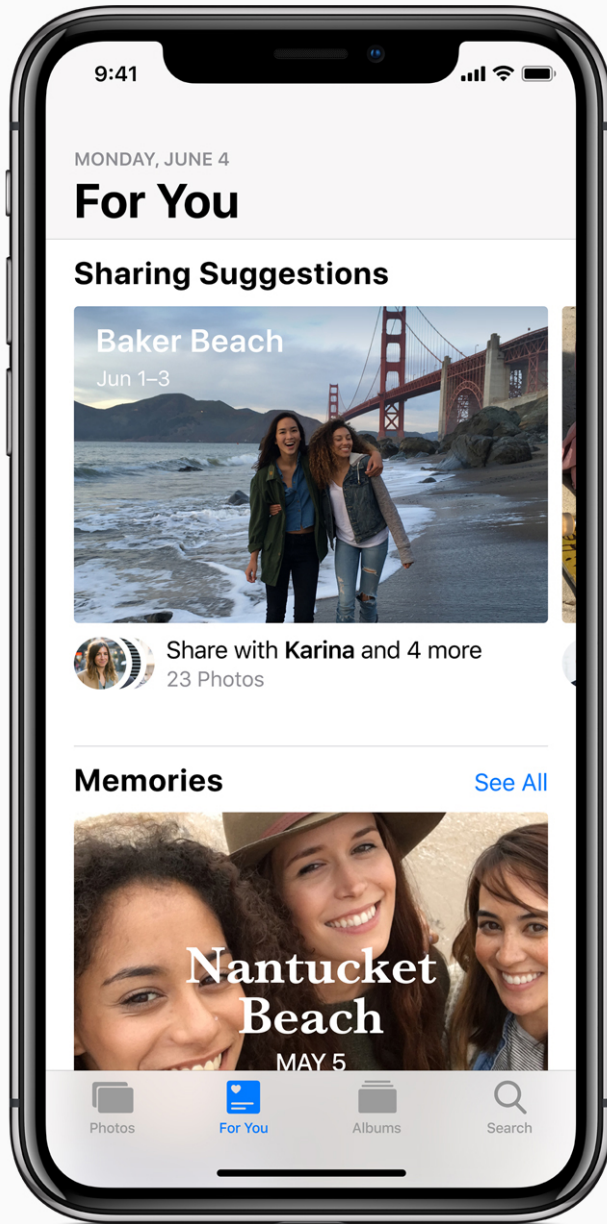 9:41
MONDAY, JUNE 4
For You
Sharing Suggestions
Baker Beach
Jun 1–3
Share with Karina and 4 more
23 Photos
Memories
See All
Nantucket
Beach
MAY 5
Photos
For You
Albums
Search